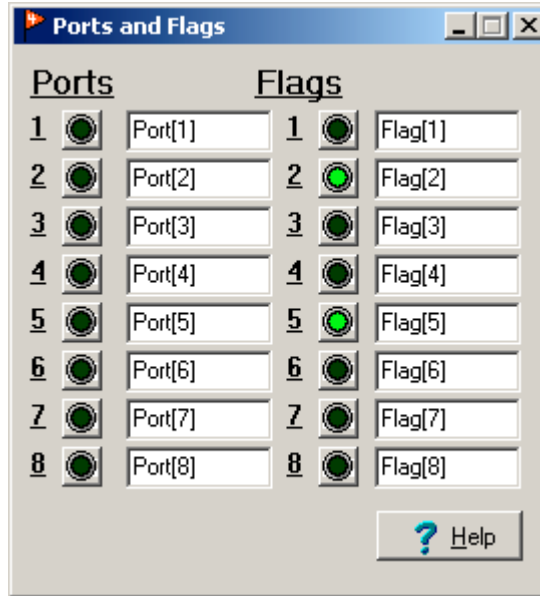 Ports and Flags
Ports Flags
1 Port[1] 1 Flag[1]
2 Port[2] 2 Flag[2]
3 Port[3] 3 Flag[3]
4 Port[4] 4 Flag[4]
5 Port[5] 5 Flag[5]
6 Port[6] 6 Flag[6]
7 Port[7] 7 Flag[7]
8 Port[8] 8 Flag[8]
? Help